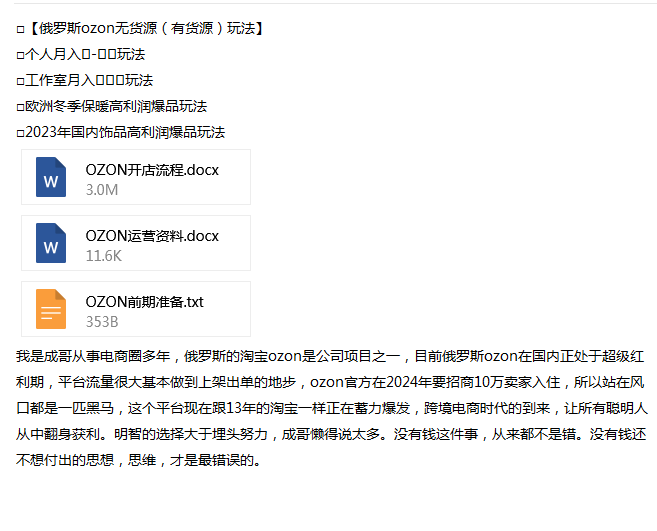 □【俄罗斯ozon无货源（有货源）玩法】
□个人月入▯-▯▯玩法
□工作室月入▯▯▯玩法
□欧洲冬季保暖高利润爆品玩法
□2023年国内饰品高利润爆品玩法
W
OZON开店流程.docx
3.0M
W
OZON运营资料.docx
11.6K
OZON前期准备.txt
353B
我是成哥从事电商圈多年，俄罗斯的淘宝ozon是公司项目之一，目前俄罗斯ozon在国内正处于超级红
利期，平台流量很大基本做到上架出单的地步，ozon官方在2024年要招商10万卖家入住，所以站在风
口都是一匹黑马，这个平台现在跟13年的淘宝一样正在蓄力爆发，跨境电商时代的到来，让所有聪明人
从中翻身获利。明智的选择大于埋头努力，成哥懒得说太多。没有钱这件事，从来都不是错。没有钱还
不想付出的思想，思维，才是最错误的。